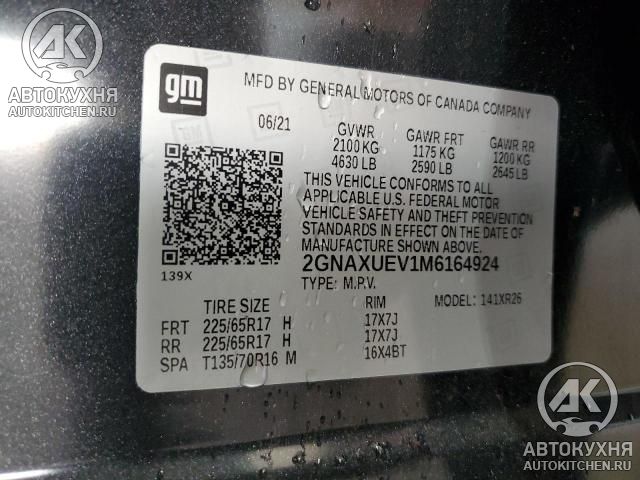 AK
АВТОКУХНЯ
AUTOKITCHEN.RU
gm
MFD BY GENERAL MOTORS OF CANADA COMPANY
06/21 GVWR GAWR FRT GAWR RR
2100 KG 1175 KG 1200 KG
4630 LB 2590 LB 2645 LB
THIS VEHICLE CONFORMS TO ALL
APPLICABLE U.S. FEDERAL MOTOR
VEHICLE SAFETY AND THEFT PREVENTION
STANDARDS IN EFFECT ON THE DATE OF
MANUFACTURE SHOWN ABOVE.
139X 2GNAXUEV1M6164924
TYPE: M.P.V. MODEL: 141XR26
TIRE SIZE RIM
FRT 225/65R17 H 17X7J
RR 225/65R17 H 17X7J
SPA T135/70R16 M 16X4BT
AK
АВТОКУХНЯ
AUTOKITCHEN.RU